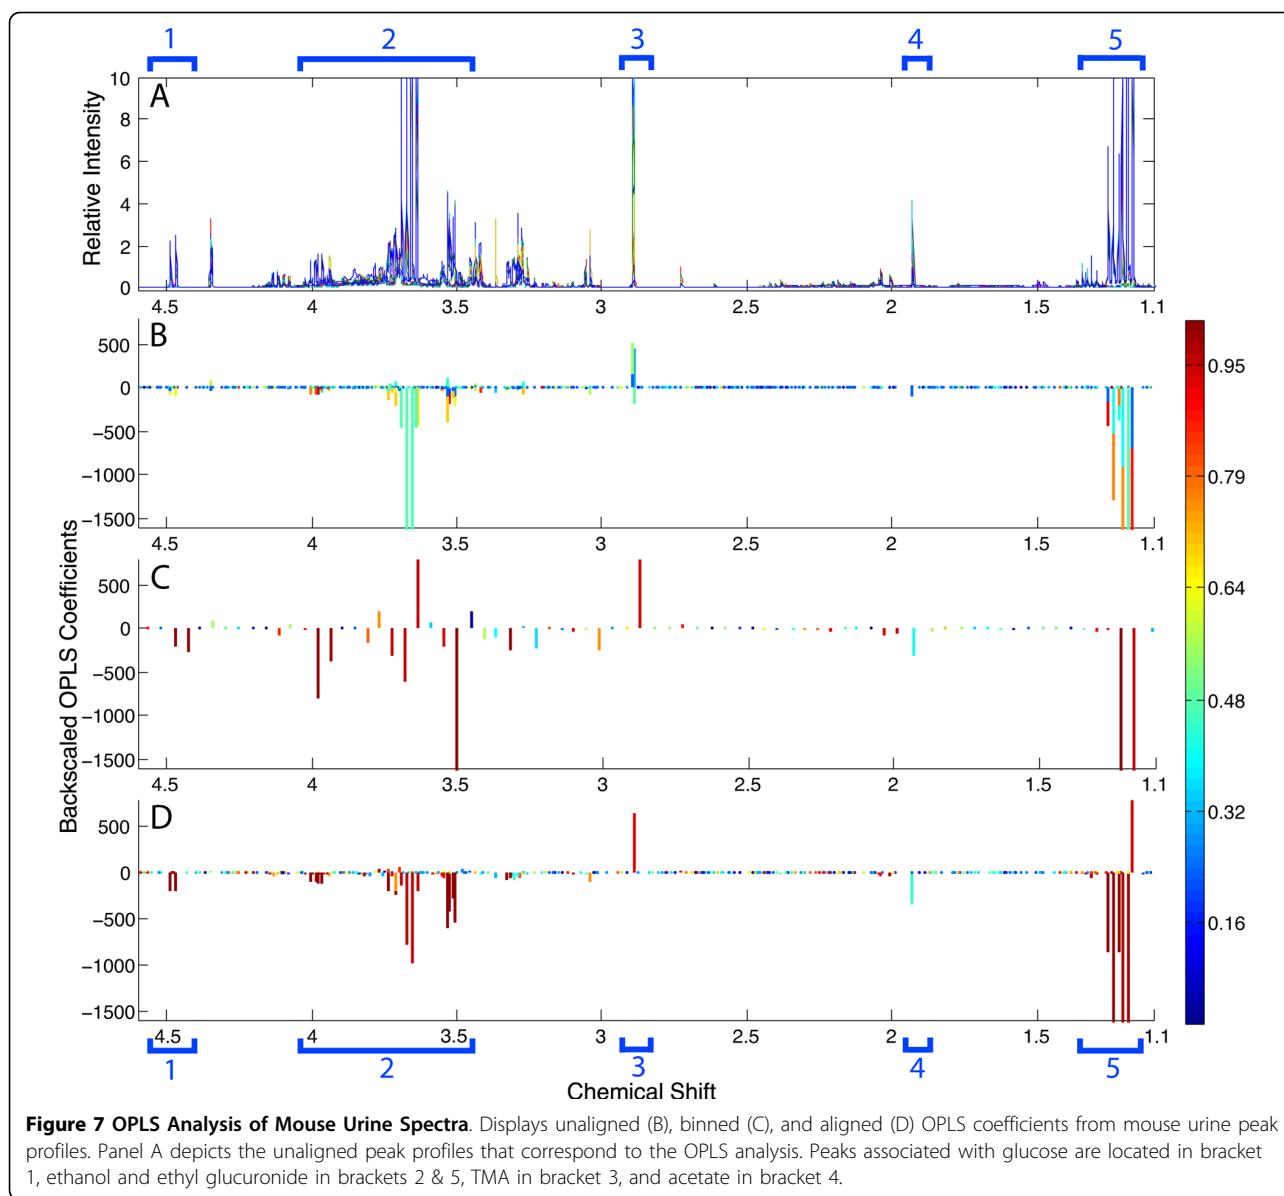 1 2 3 4 5
A
Relative Intensity
10
8
6
4
2
0
4.5 4 3.5 3 2.5 2 1.5 1.1
B
500
0
−500
−1000
−1500
4.5 4 3.5 3 2.5 2 1.5 1.1
C
Backscaled OPLS Coefficients
500
0
−500
−1000
−1500
4.5 4 3.5 3 2.5 2 1.5 1.1
D
500
0
−500
−1000
−1500
4.5 4 3.5 3 2.5 2 1.5 1.1
0.95
0.79
0.64
0.48
0.32
0.16
1 2 3 4 5
Chemical Shift
Figure 7 OPLS Analysis of Mouse Urine Spectra. Displays unaligned (B), binned (C), and aligned (D) OPLS coefficients from mouse urine peak
profiles. Panel A depicts the unaligned peak profiles that correspond to the OPLS analysis. Peaks associated with glucose are located in bracket
1, ethanol and ethyl glucuronide in brackets 2 & 5, TMA in bracket 3, and acetate in bracket 4.